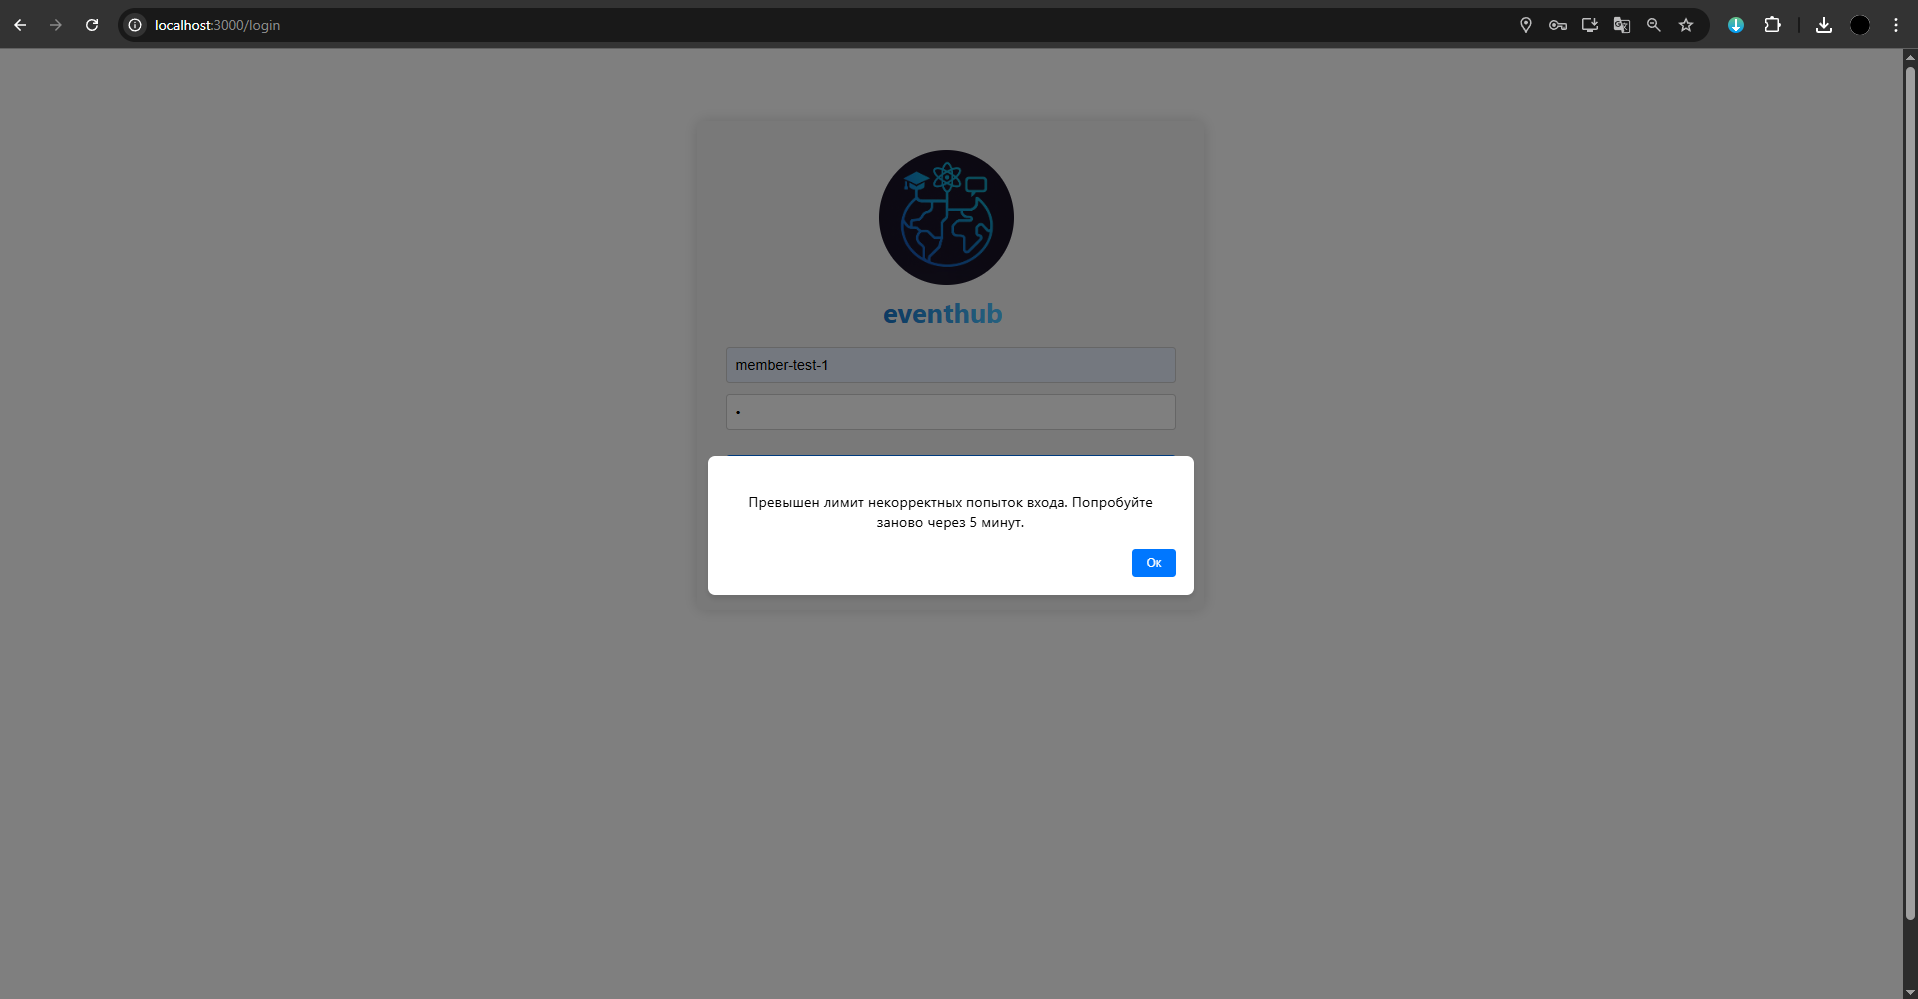 localhost:3000/login
eventhub
member-test-1
Превышен лимит некорректных попыток входа. Попробуйте
заново через 5 минут.
Ок